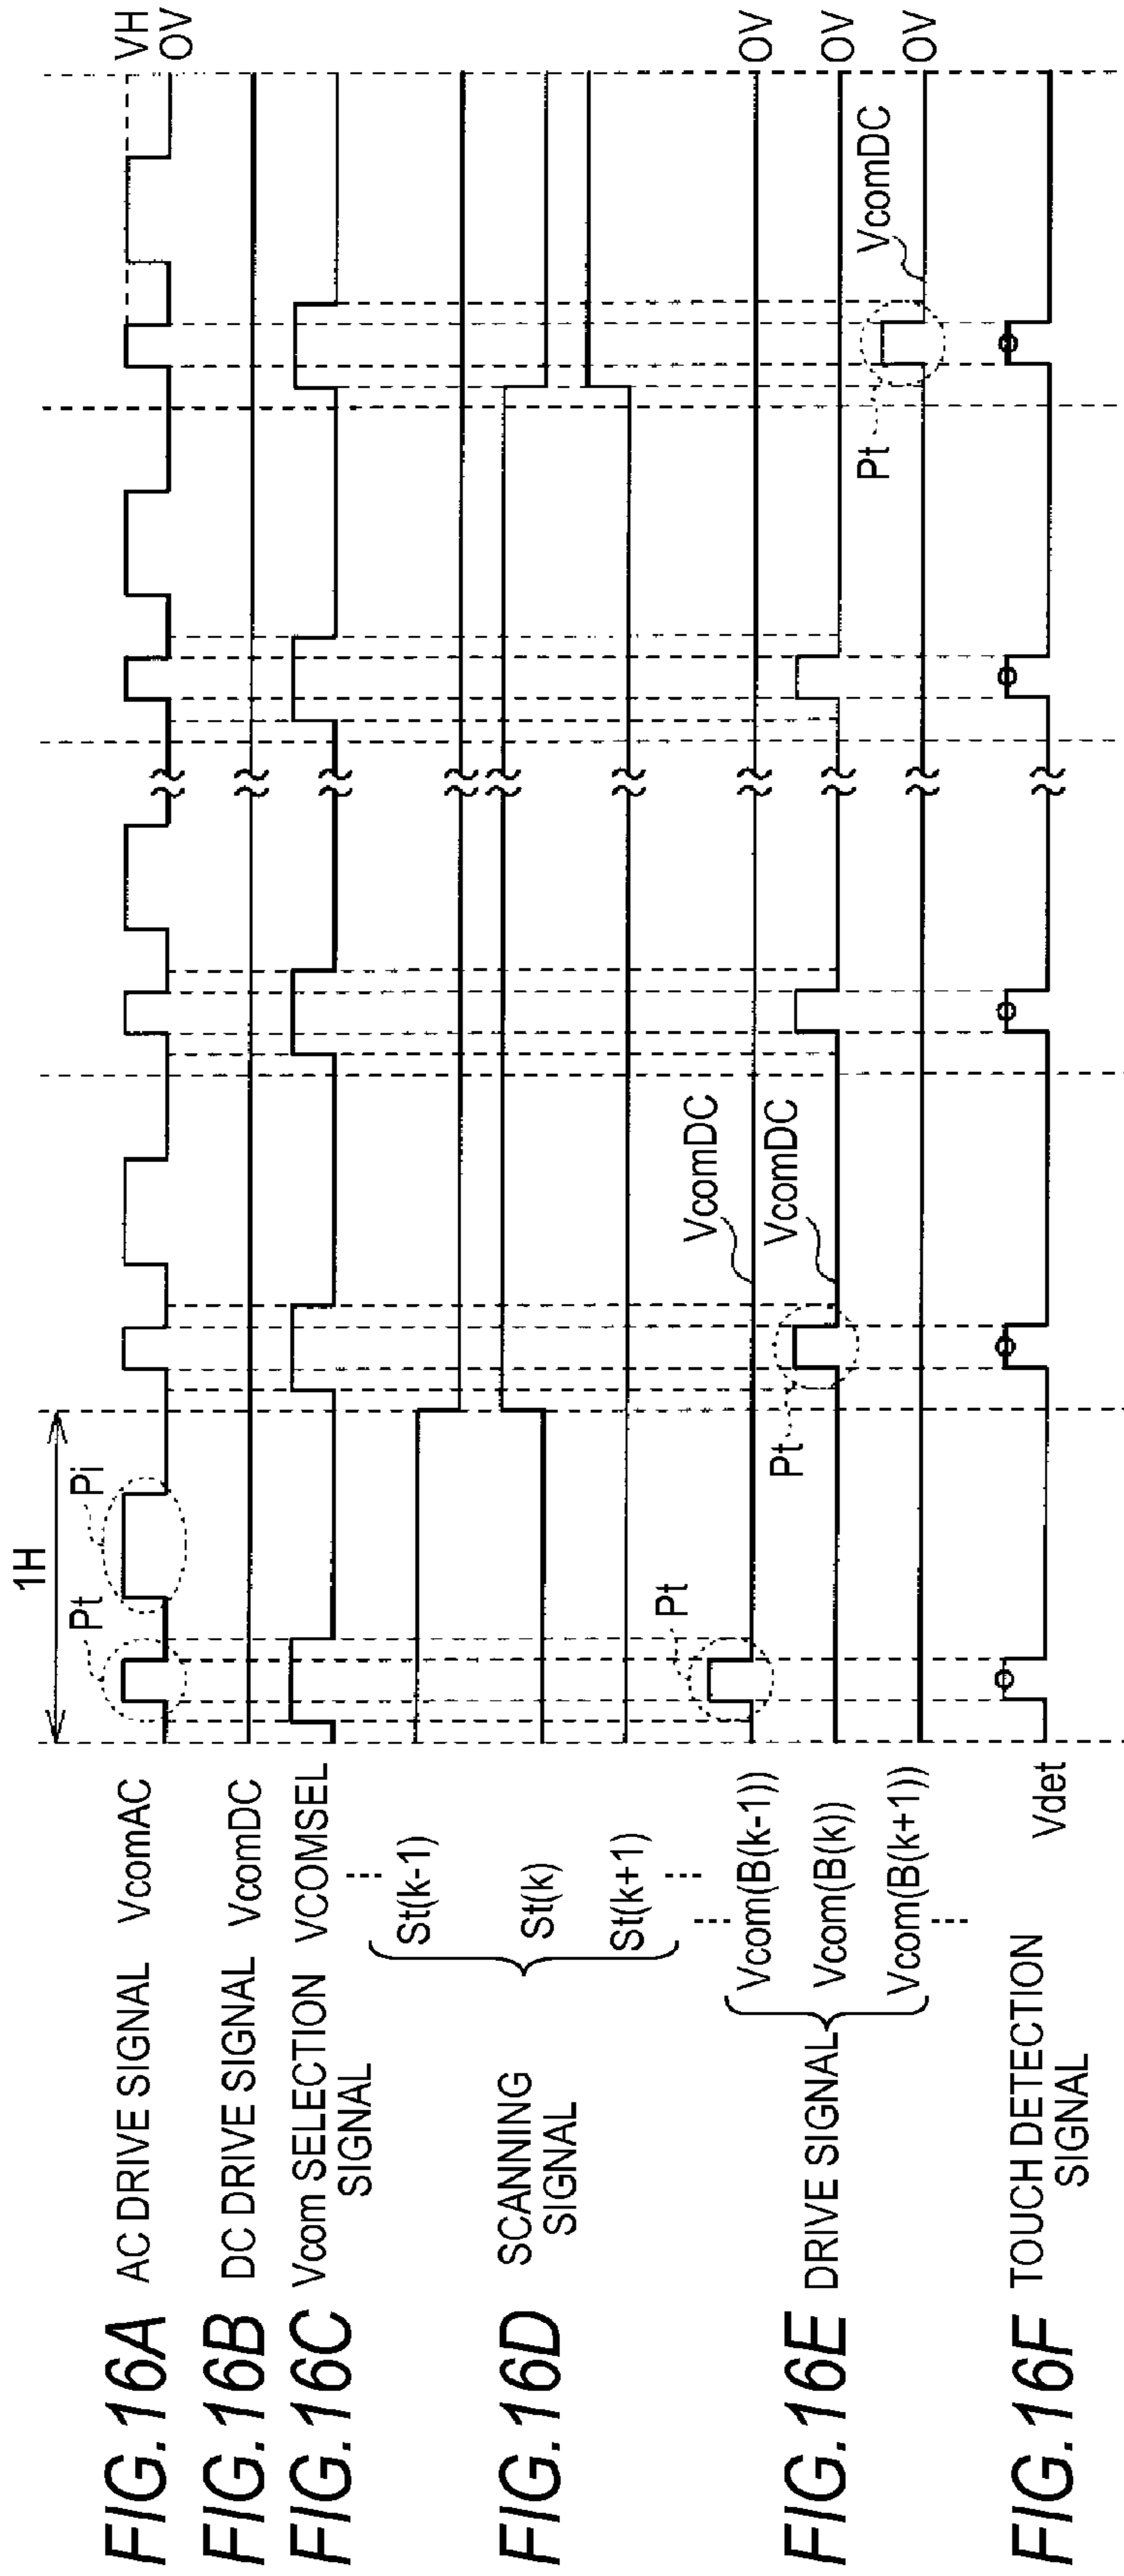 FIG.16A AC DRIVE SIGNAL VcomAC
1H
Pt
Pi
VH
0V
FIG.16B DC DRIVE SIGNAL VcomDC
FIG.16C Vcom SELECTION VCOMSEL
SIGNAL
FIG.16D SCANNING
SIGNAL
St(k-1)
St(k)
St(k+1)
FIG.16E DRIVE SIGNAL
Vcom(B(k-1))
Vcom(B(k))
Vcom(B(k+1))
Pt
Pt
VcomDC
VcomDC
Pt
VcomDC
0V
0V
0V
FIG.16F TOUCH DETECTION
SIGNAL
Vdet